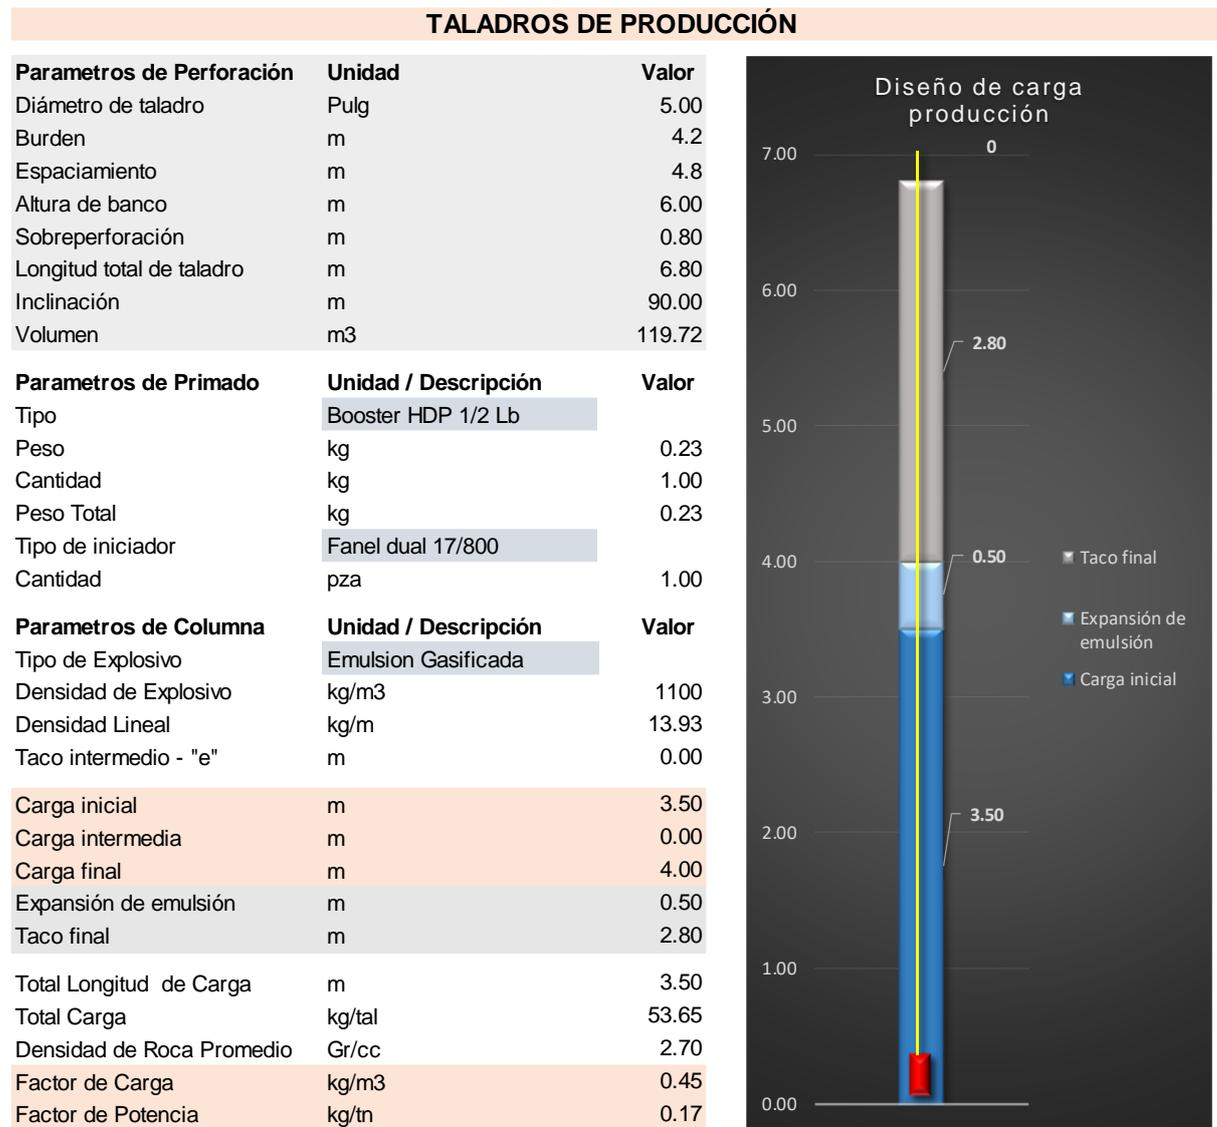 TALADROS DE PRODUCCIÓN
Parametros de Perforación Unidad Valor
Diámetro de taladro Pulg 5.00
Burden m 4.2
Espaciamiento m 4.8
Altura de banco m 6.00
Sobreperforación m 0.80
Longitud total de taladro m 6.80
Inclinación m 90.00
Volumen m3 119.72
Parametros de Primado Unidad / Descripción Valor
Tipo Booster HDP 1/2 Lb
Peso kg 0.23
Cantidad kg 1.00
Peso Total kg 0.23
Tipo de iniciador Fanel dual 17/800
Cantidad pza 1.00
Parametros de Columna Unidad / Descripción Valor
Tipo de Explosivo Emulsion Gasificada
Densidad de Explosivo kg/m3 1100
Densidad Lineal kg/m 13.93
Taco intermedio - "e" m 0.00
Carga inicial m 3.50
Carga intermedia m 0.00
Carga final m 4.00
Expansión de emulsión m 0.50
Taco final m 2.80
Total Longitud de Carga m 3.50
Total Carga kg/tal 53.65
Densidad de Roca Promedio Gr/cc 2.70
Factor de Carga kg/m3 0.45
Factor de Potencia kg/tn 0.17
Diseño de carga
producción
0
7.00
6.00
2.80
5.00
4.00
0.50
Taco final
Expansión de
emulsión
Carga inicial
3.00
3.50
2.00
1.00
0.00